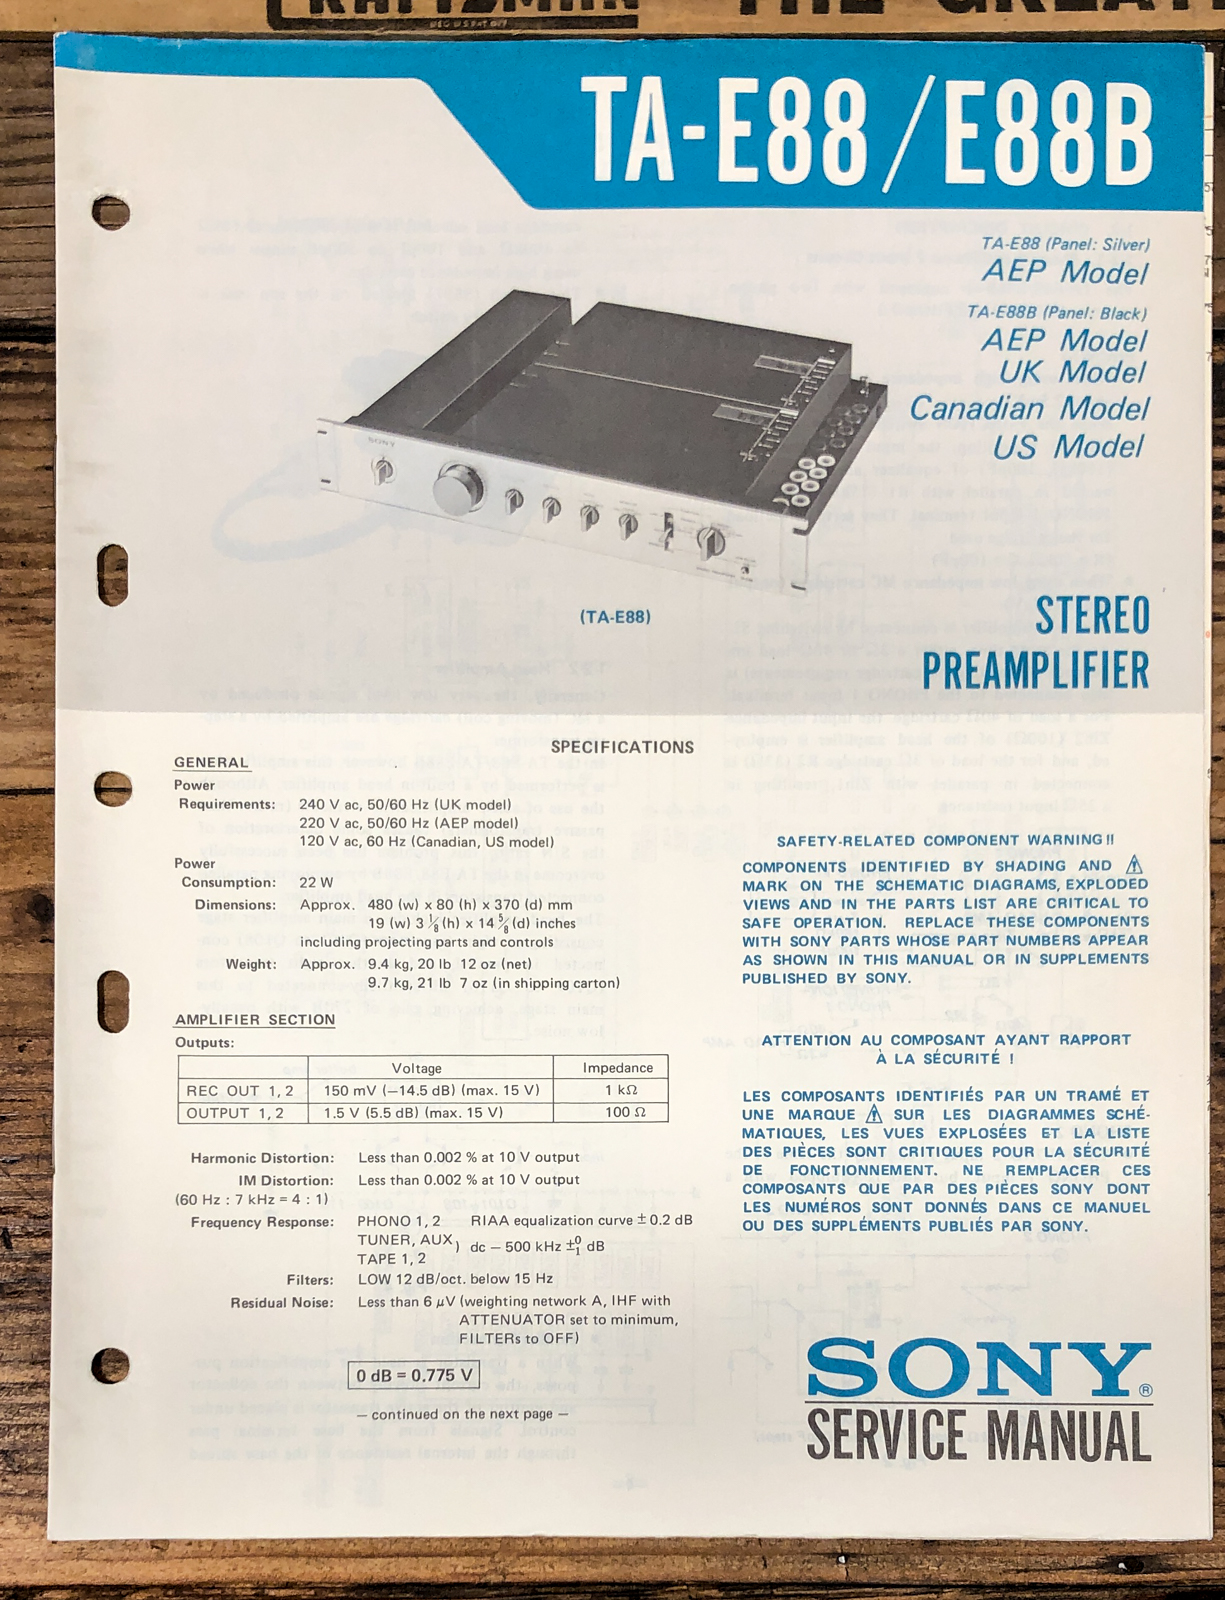 TA-E88/E88B
TA-E88 (Panel: Silver)
AEP Model
TA-E88B (Panel: Black)
AEP Model
UK Model
Canadian Model
US Model
SONY
(TA-E88)
STEREO
PREAMPLIFIER
SPECIFICATIONS
GENERAL
Power
Requirements: 240 V ac, 50/60 Hz (UK model)
220 V ac, 50/60 Hz (AEP model)
120 V ac, 60 Hz (Canadian, US model)
Power
Consumption: 22 W
Dimensions: Approx. 480 (w) x 80 (h) x 370 (d) mm
19 (w) 3 1/8 (h) x 14 5/8 (d) inches
including projecting parts and controls
Weight: Approx. 9.4 kg, 20 lb 12 oz (net)
9.7 kg, 21 lb 7 oz (in shipping carton)
AMPLIFIER SECTION
Outputs:
Voltage Impedance
REC OUT 1, 2 150 mV (−14.5 dB) (max. 15 V) 1 kΩ
OUTPUT 1, 2 1.5 V (5.5 dB) (max. 15 V) 100 Ω
Harmonic Distortion: Less than 0.002 % at 10 V output
IM Distortion: Less than 0.002 % at 10 V output
(60 Hz : 7 kHz = 4 : 1)
Frequency Response: PHONO 1, 2 RIAA equalization curve ± 0.2 dB
TUNER, AUX ) dc − 500 kHz ±0/1 dB
TAPE 1, 2
Filters: LOW 12 dB/oct. below 15 Hz
Residual Noise: Less than 6 μV (weighting network A, IHF with
ATTENUATOR set to minimum,
FILTERs to OFF)
0 dB = 0.775 V
— continued on the next page —
SAFETY-RELATED COMPONENT WARNING!!
COMPONENTS IDENTIFIED BY SHADING AND ⚠
MARK ON THE SCHEMATIC DIAGRAMS, EXPLODED
VIEWS AND IN THE PARTS LIST ARE CRITICAL TO
SAFE OPERATION. REPLACE THESE COMPONENTS
WITH SONY PARTS WHOSE PART NUMBERS APPEAR
AS SHOWN IN THIS MANUAL OR IN SUPPLEMENTS
PUBLISHED BY SONY.
ATTENTION AU COMPOSANT AYANT RAPPORT
À LA SÉCURITÉ !
LES COMPOSANTS IDENTIFIÉS PAR UN TRAMÉ ET
UNE MARQUE ⚠ SUR LES DIAGRAMMES SCHÉ-
MATIQUES, LES VUES EXPLOSÉES ET LA LISTE
DES PIÈCES SONT CRITIQUES POUR LA SÉCURITÉ
DE FONCTIONNEMENT. NE REMPLACER CES
COMPOSANTS QUE PAR DES PIÈCES SONY DONT
LES NUMÉROS SONT DONNÉS DANS CE MANUEL
OU DES SUPPLÉMENTS PUBLIÉS PAR SONY.
SONY®
SERVICE MANUAL